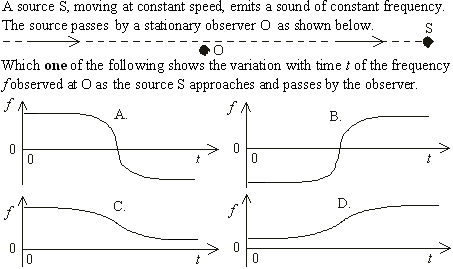 A source S, moving at constant speed, emits a sound of constant frequency.
The source passes by a stationary observer O as shown below.
S
O
Which one of the following shows the variation with time t of the frequency
f observed at O as the source S approaches and passes by the observer.
f A. 0 0 t
f B. 0 0 t
f C. 0 0 t
f D. 0 0 t